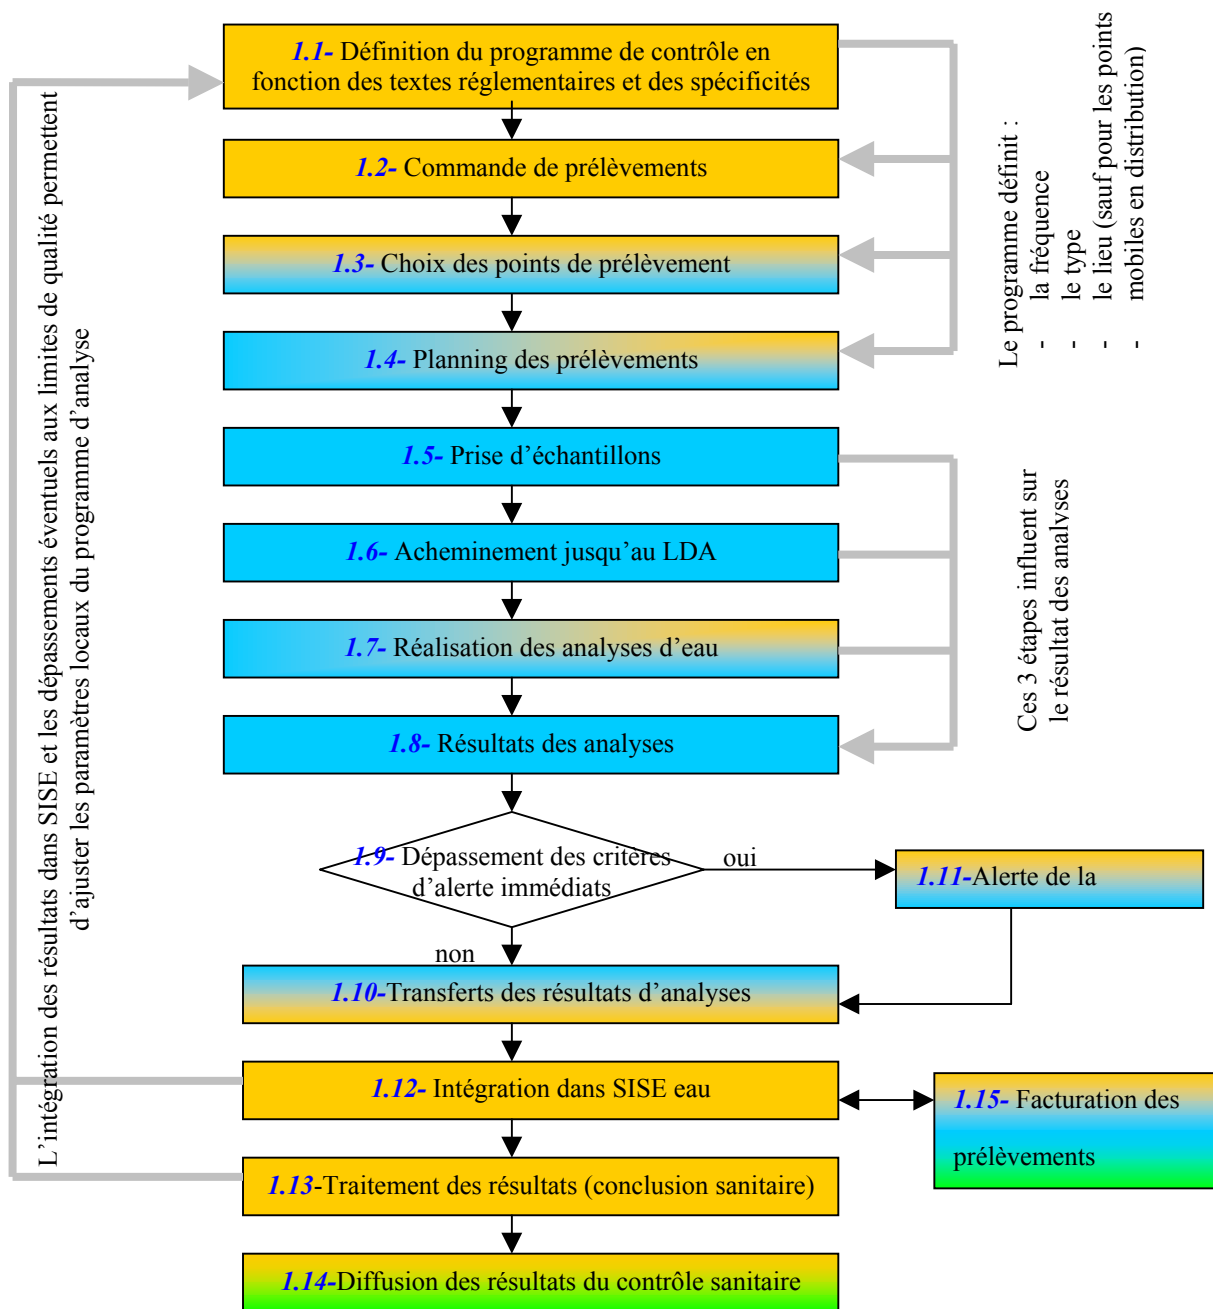 1.1- Définition du programme de contrôle en
fonction des textes réglementaires et des spécificités
1.2- Commande de prélèvements
1.3- Choix des points de prélèvement
1.4- Planning des prélèvements
Le programme définit :
- la fréquence
- le type
- le lieu (sauf pour les points
- mobiles en distribution)
1.5- Prise d’échantillons
1.6- Acheminement jusqu’au LDA
1.7- Réalisation des analyses d’eau
1.8- Résultats des analyses
Ces 3 étapes influent sur
le résultat des analyses
1.9- Dépassement des critères
d’alerte immédiats
oui
1.11-Alerte de la
non
1.10-Transferts des résultats d’analyses
1.12- Intégration dans SISE eau
1.15- Facturation des
prélèvements
1.13-Traitement des résultats (conclusion sanitaire)
1.14-Diffusion des résultats du contrôle sanitaire
L’intégration des résultats dans SISE et les dépassements éventuels aux limites de qualité permettent
d’ajuster les paramètres locaux du programme d’analyse